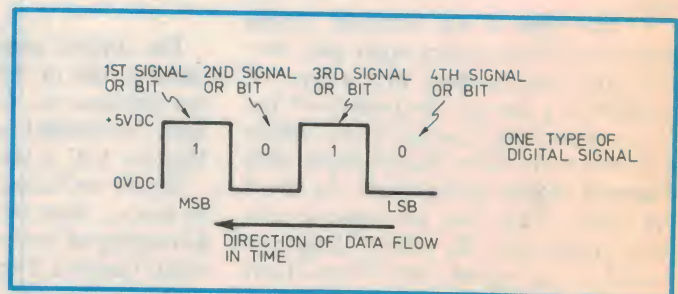 1ST SIGNAL
OR BIT
2ND SIGNAL
OR BIT
3RD SIGNAL
OR BIT
4TH SIGNAL
OR BIT
+5VDC
1
0
1
0
ONE TYPE OF
DIGITAL SIGNAL
0VDC
MSB
LSB
DIRECTION OF DATA FLOW
IN TIME